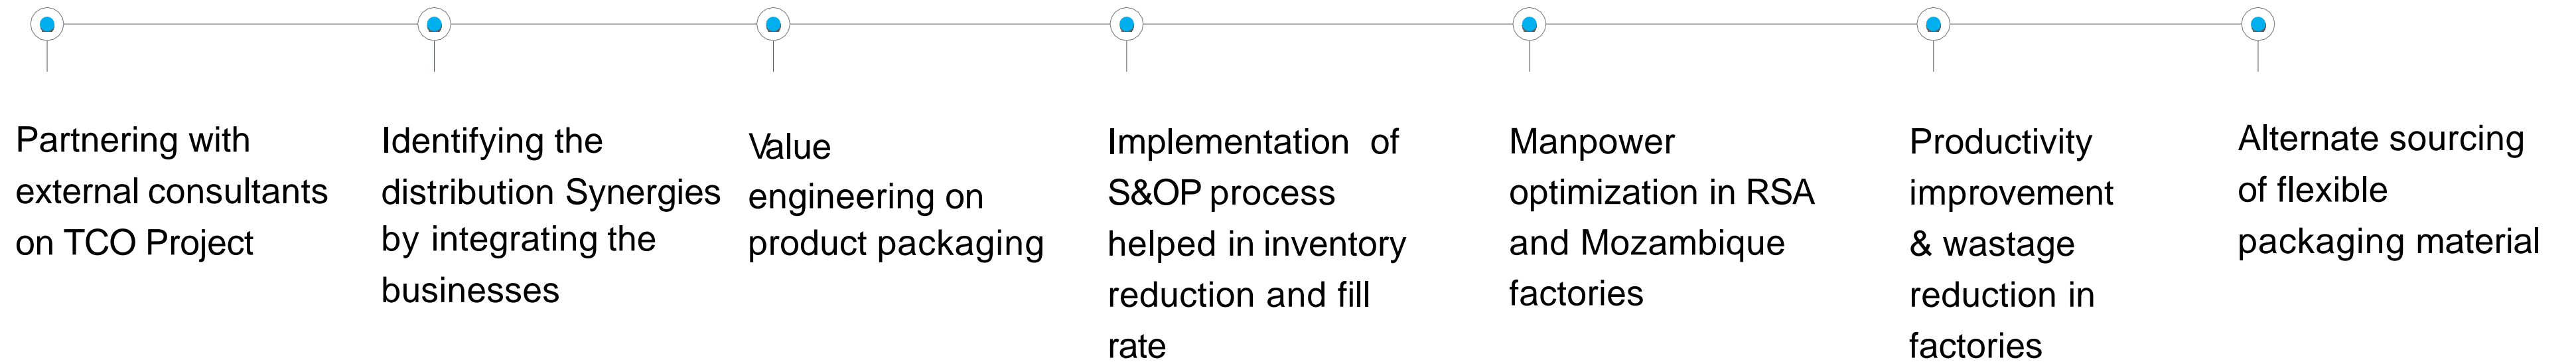 Partnering with
external consultants
on TCO Project
Identifying the
distribution Synergies
by integrating the
businesses
Value
engineering on
product packaging
Implementation of
S&OP process
helped in inventory
reduction and fill
rate
Manpower
optimization in RSA
and Mozambique
factories
Productivity
improvement
& wastage
reduction in
factories
Alternate sourcing
of flexible
packaging material